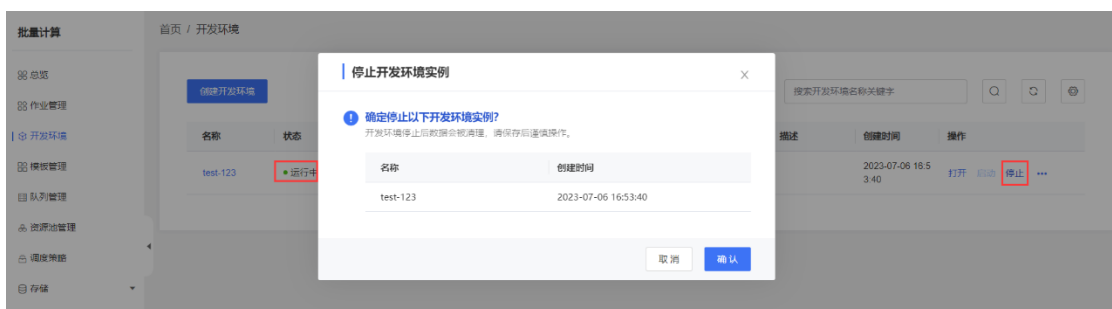 批量计算
首页 / 开发环境
总览
作业管理
开发环境
模板管理
队列管理
资源池管理
调度策略
存储
创建开发环境
搜索开发环境名称关键字
名称 状态 描述 创建时间 操作
test-123 运行中 2023-07-06 16:5
3:40 打开 启动 停止 ···
停止开发环境实例
确定停止以下开发环境实例?
开发环境停止后数据会被清理，请保存后谨慎操作。
名称 创建时间
test-123 2023-07-06 16:53:40
取消 确认